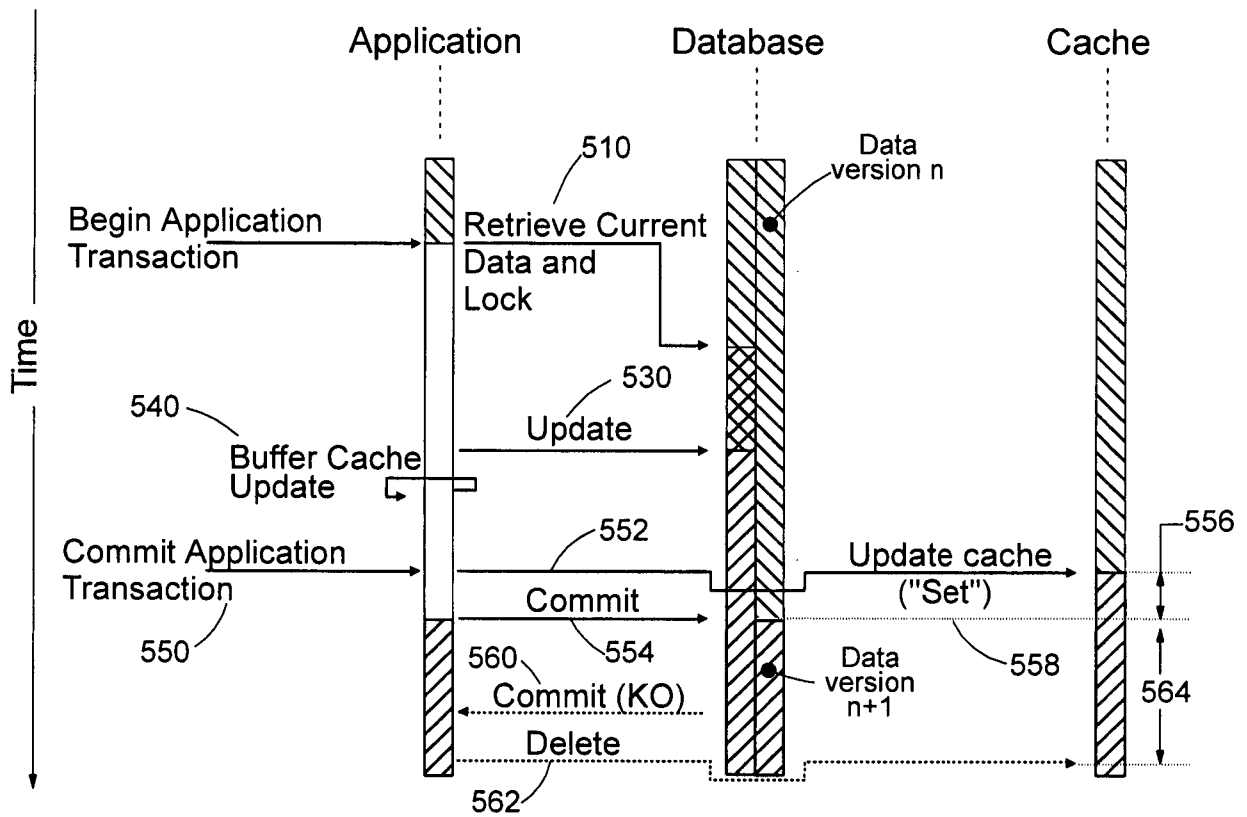 Application
Database
Cache
510
Data
version n
Begin Application
Transaction
Retrieve Current
Data and
Lock
Time
530
540
Update
Buffer Cache
Update
552
556
Commit Application
Transaction
Update cache
("Set")
Commit
550
554
558
560
Data
version
n+1
564
Commit (KO)
Delete
562